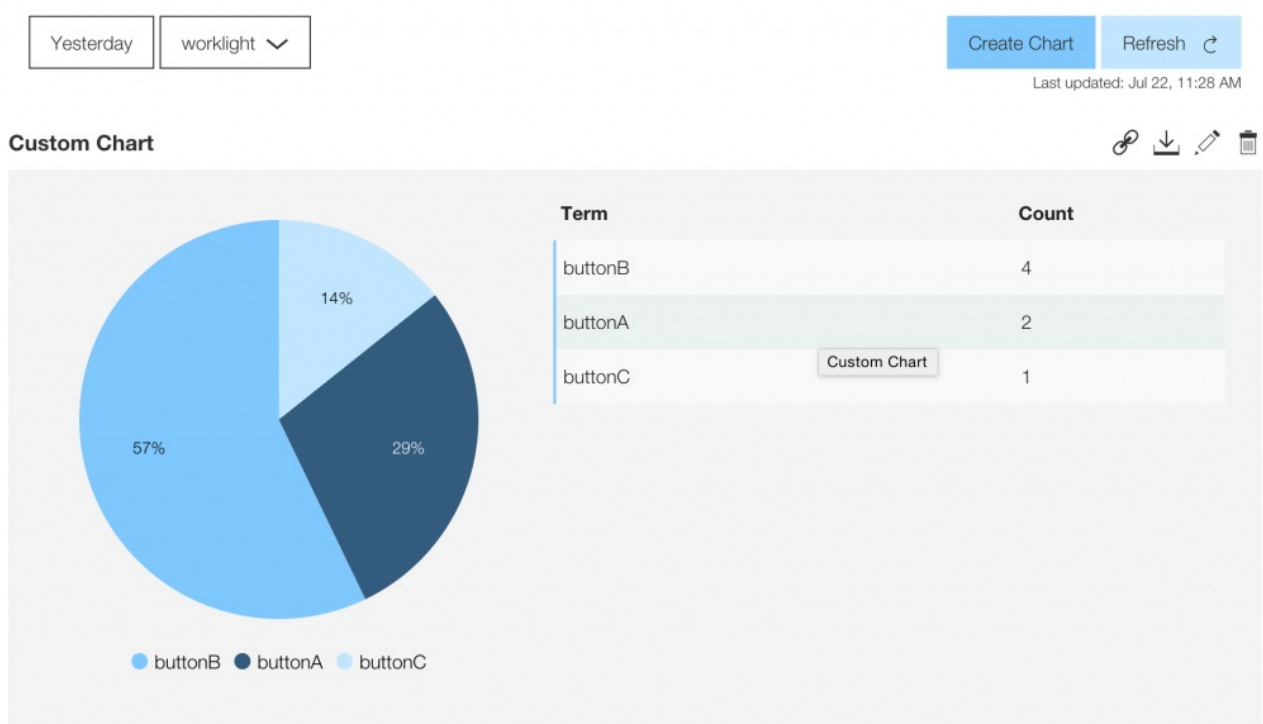 Yesterday worklight Create Chart Refresh
Last updated: Jul 22, 11:28 AM
Custom Chart
Term Count
buttonB 4
buttonA 2
Custom Chart
buttonC 1
14%
57% 29%
buttonB buttonA buttonC